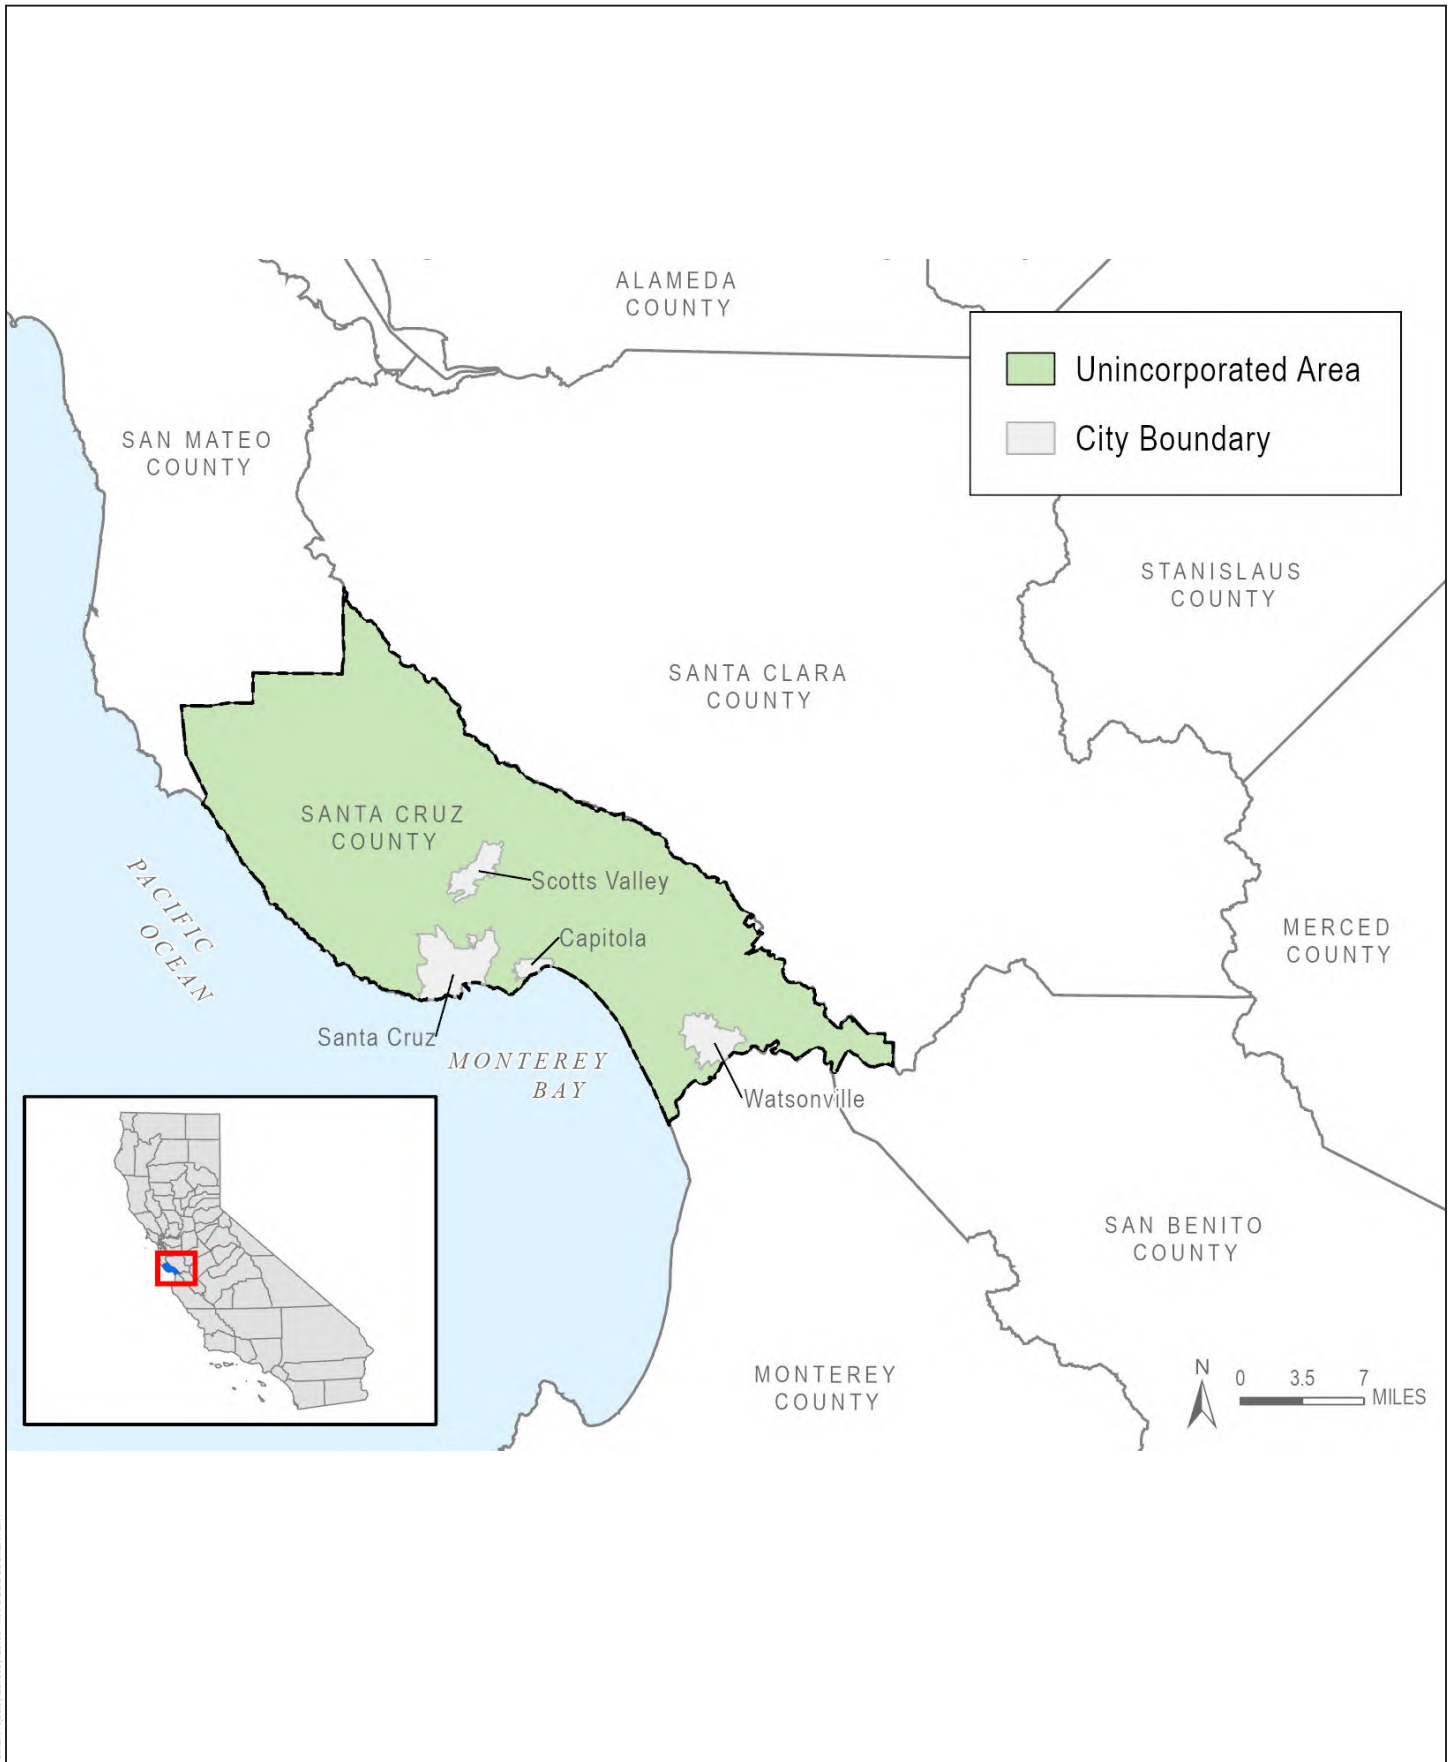 ALAMEDA
COUNTY
Unincorporated Area
City Boundary
SAN MATEO
COUNTY
STANISLAUS
COUNTY
SANTA CLARA
COUNTY
SANTA CRUZ
COUNTY
Scotts Valley
PACIFIC
OCEAN
Capitola
MERCED
COUNTY
Santa Cruz
MONTEREY
BAY
Watsonville
SAN BENITO
COUNTY
MONTEREY
COUNTY
N
0 3.5 7
MILES